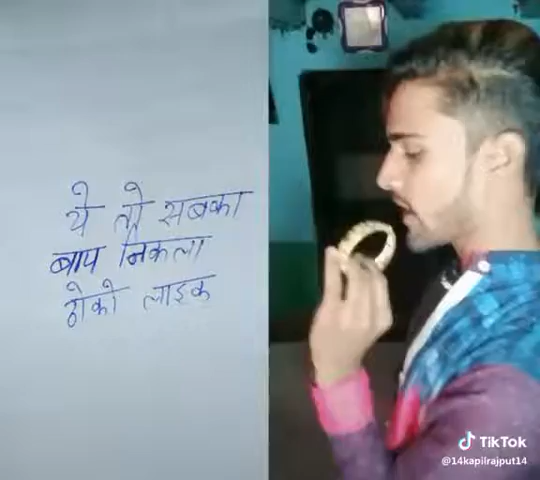 ये तो सबका
बाप निकला
ठोको लाइक
TikTok
@14kapilrajput14